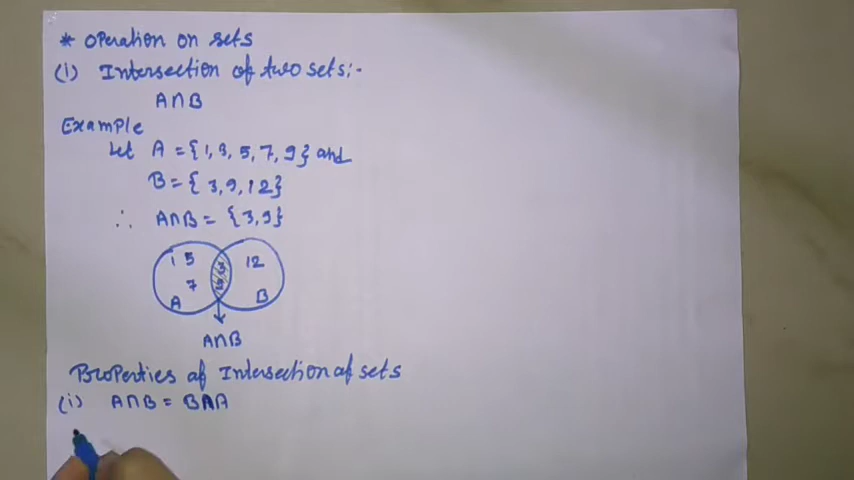 * Operation on sets
(i) Intersection of two sets:-
A∩B
Example
Let A = {1, 3, 5, 7, 9} and
B = { 3, 9, 12}
∴ A∩B = {3,9}
1 5 12
7
A B
A∩B
Properties of Intersection of sets
(i) A∩B = B∩A